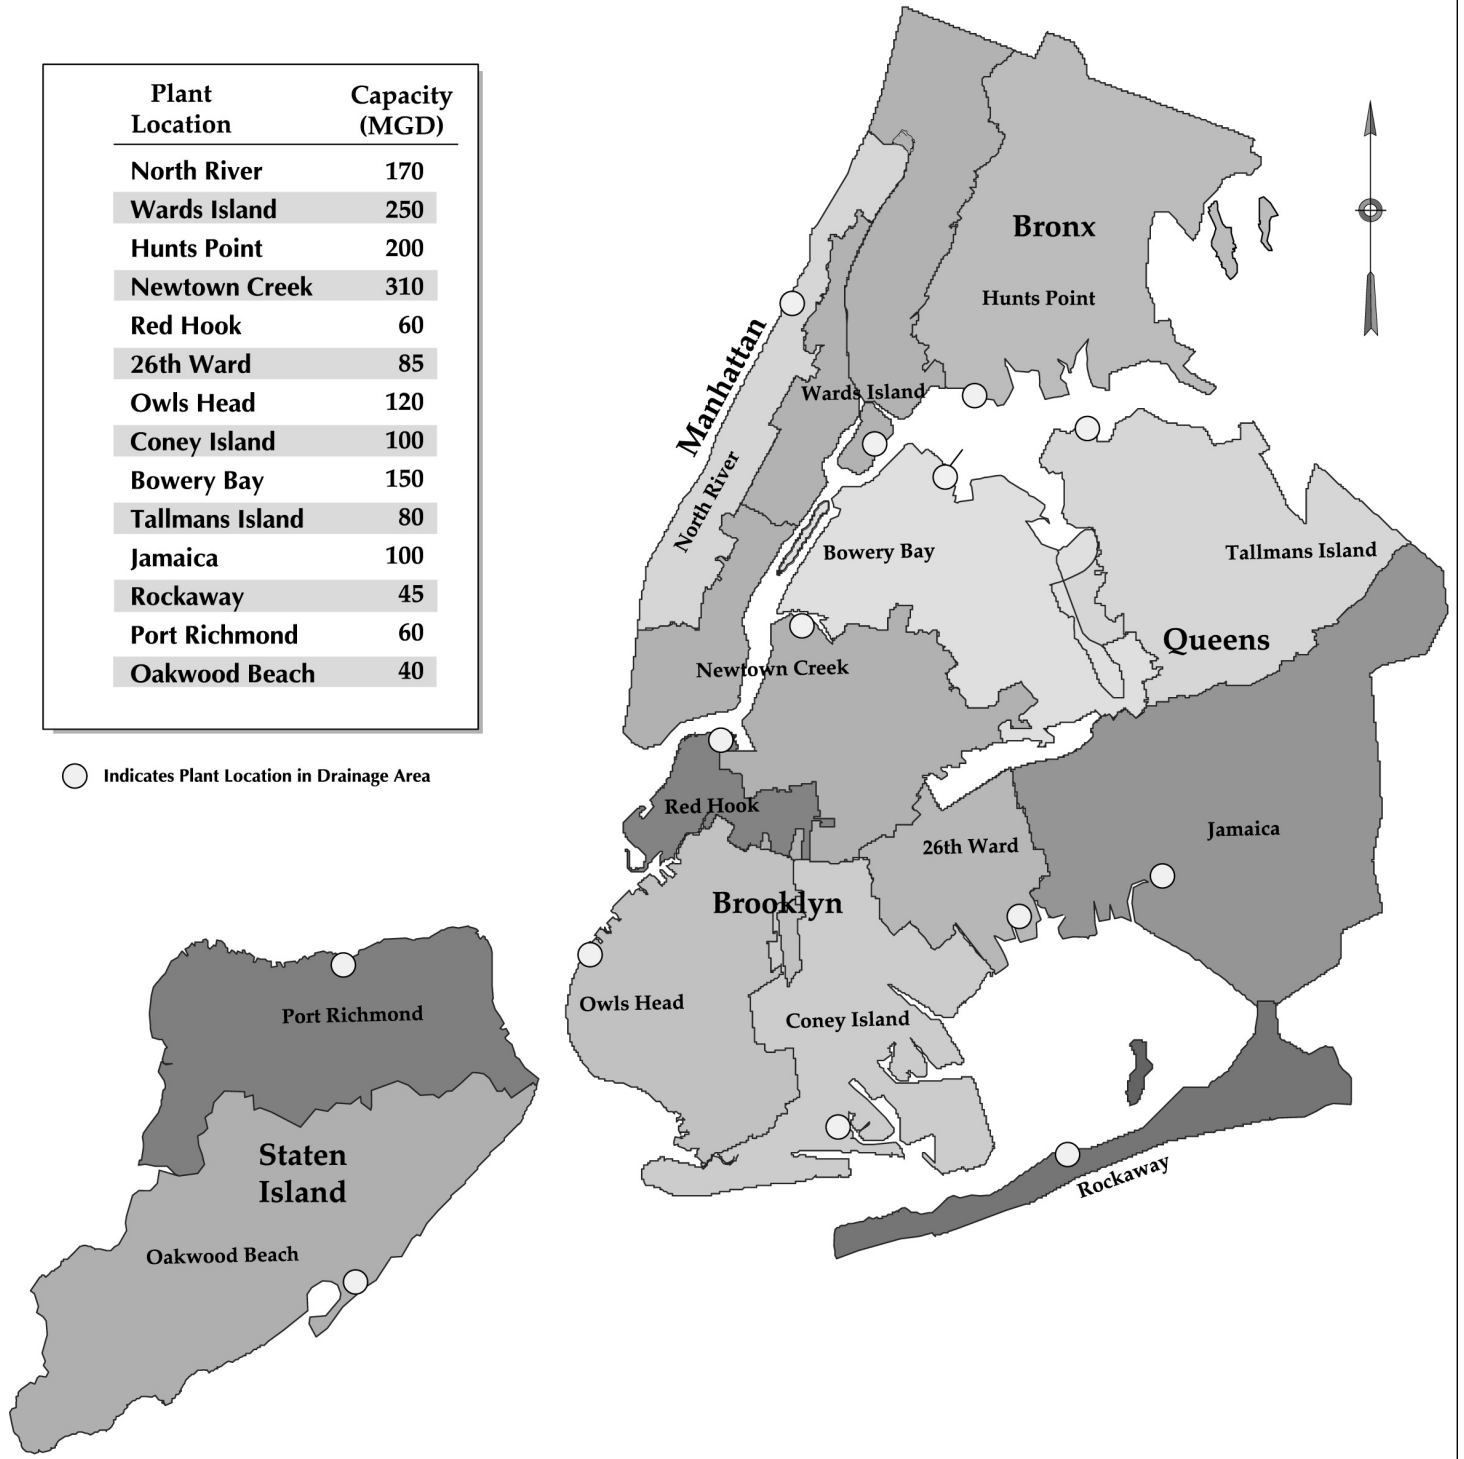 Plant Location
Capacity (MGD)
North River 170
Wards Island 250
Hunts Point 200
Newtown Creek 310
Red Hook 60
26th Ward 85
Owls Head 120
Coney Island 100
Bowery Bay 150
Tallmans Island 80
Jamaica 100
Rockaway 45
Port Richmond 60
Oakwood Beach 40
Indicates Plant Location in Drainage Area
Bronx
Hunts Point
Manhattan
Wards Island
North River
Bowery Bay
Tallmans Island
Queens
Newtown Creek
Red Hook
26th Ward
Jamaica
Brooklyn
Owls Head
Coney Island
Rockaway
Port Richmond
Staten
Island
Oakwood Beach